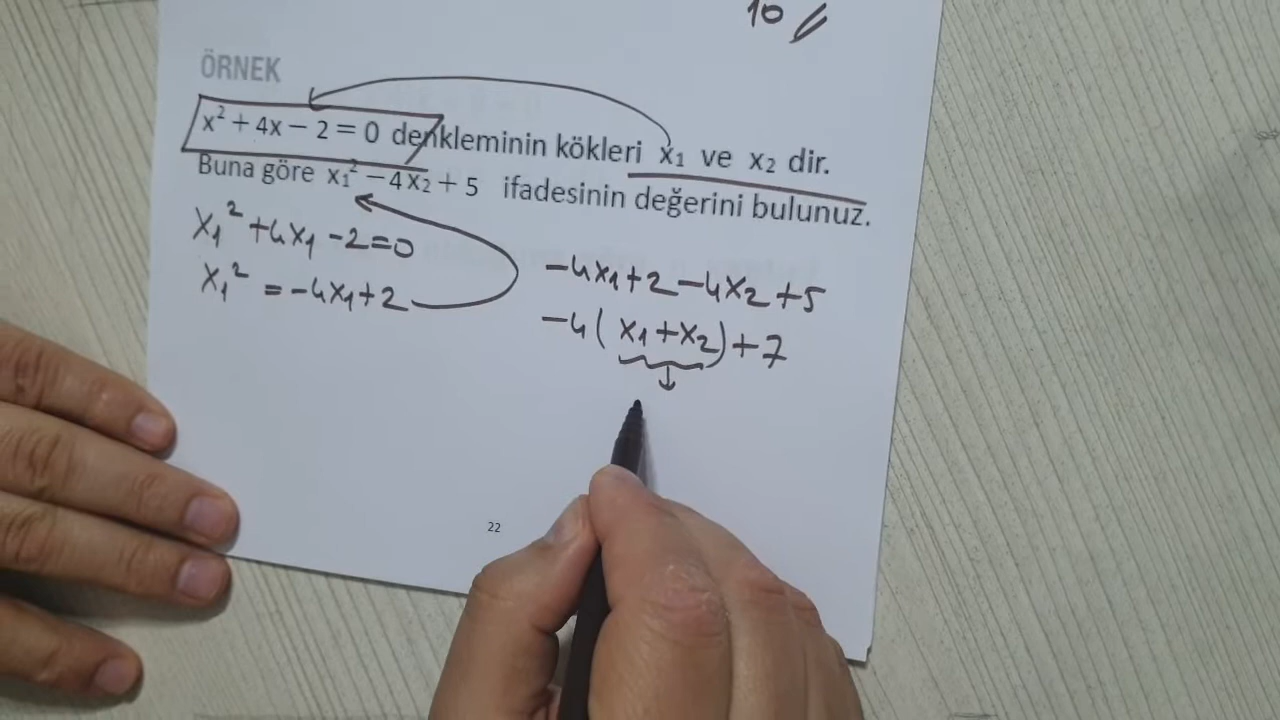 10 //
ÖRNEK
x² + 4x − 2 = 0 denkleminin kökleri x₁ ve x₂ dir.
Buna göre x₁² − 4x₂ + 5 ifadesinin değerini bulunuz.
x₁² + 4x₁ − 2 = 0
x₁² = −4x₁ + 2
−4x₁ + 2 − 4x₂ + 5
−4(x₁ + x₂) + 7
22